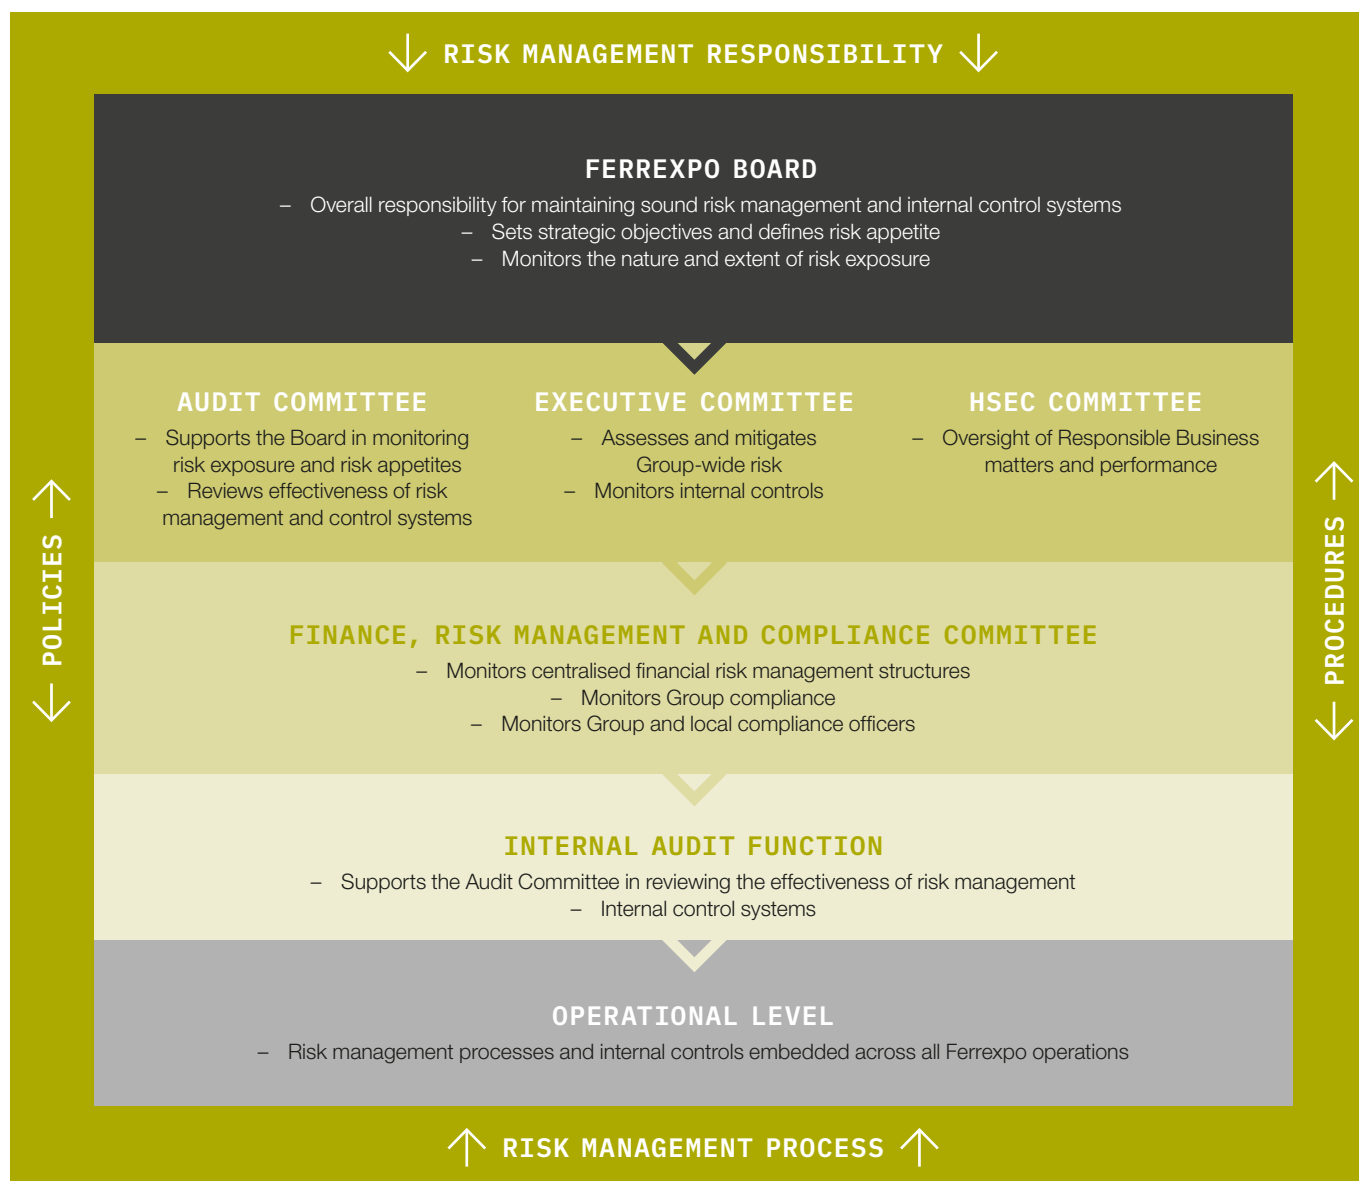 RISK MANAGEMENT RESPONSIBILITY
FERREXPO BOARD
– Overall responsibility for maintaining sound risk management and internal control systems
– Sets strategic objectives and defines risk appetite
– Monitors the nature and extent of risk exposure
AUDIT COMMITTEE
– Supports the Board in monitoring
risk exposure and risk appetites
– Reviews effectiveness of risk
management and control systems
EXECUTIVE COMMITTEE
– Assesses and mitigates
Group-wide risk
– Monitors internal controls
HSEC COMMITTEE
– Oversight of Responsible Business
matters and performance
POLICIES
PROCEDURES
FINANCE, RISK MANAGEMENT AND COMPLIANCE COMMITTEE
– Monitors centralised financial risk management structures
– Monitors Group compliance
– Monitors Group and local compliance officers
INTERNAL AUDIT FUNCTION
– Supports the Audit Committee in reviewing the effectiveness of risk management
– Internal control systems
OPERATIONAL LEVEL
– Risk management processes and internal controls embedded across all Ferrexpo operations
RISK MANAGEMENT PROCESS